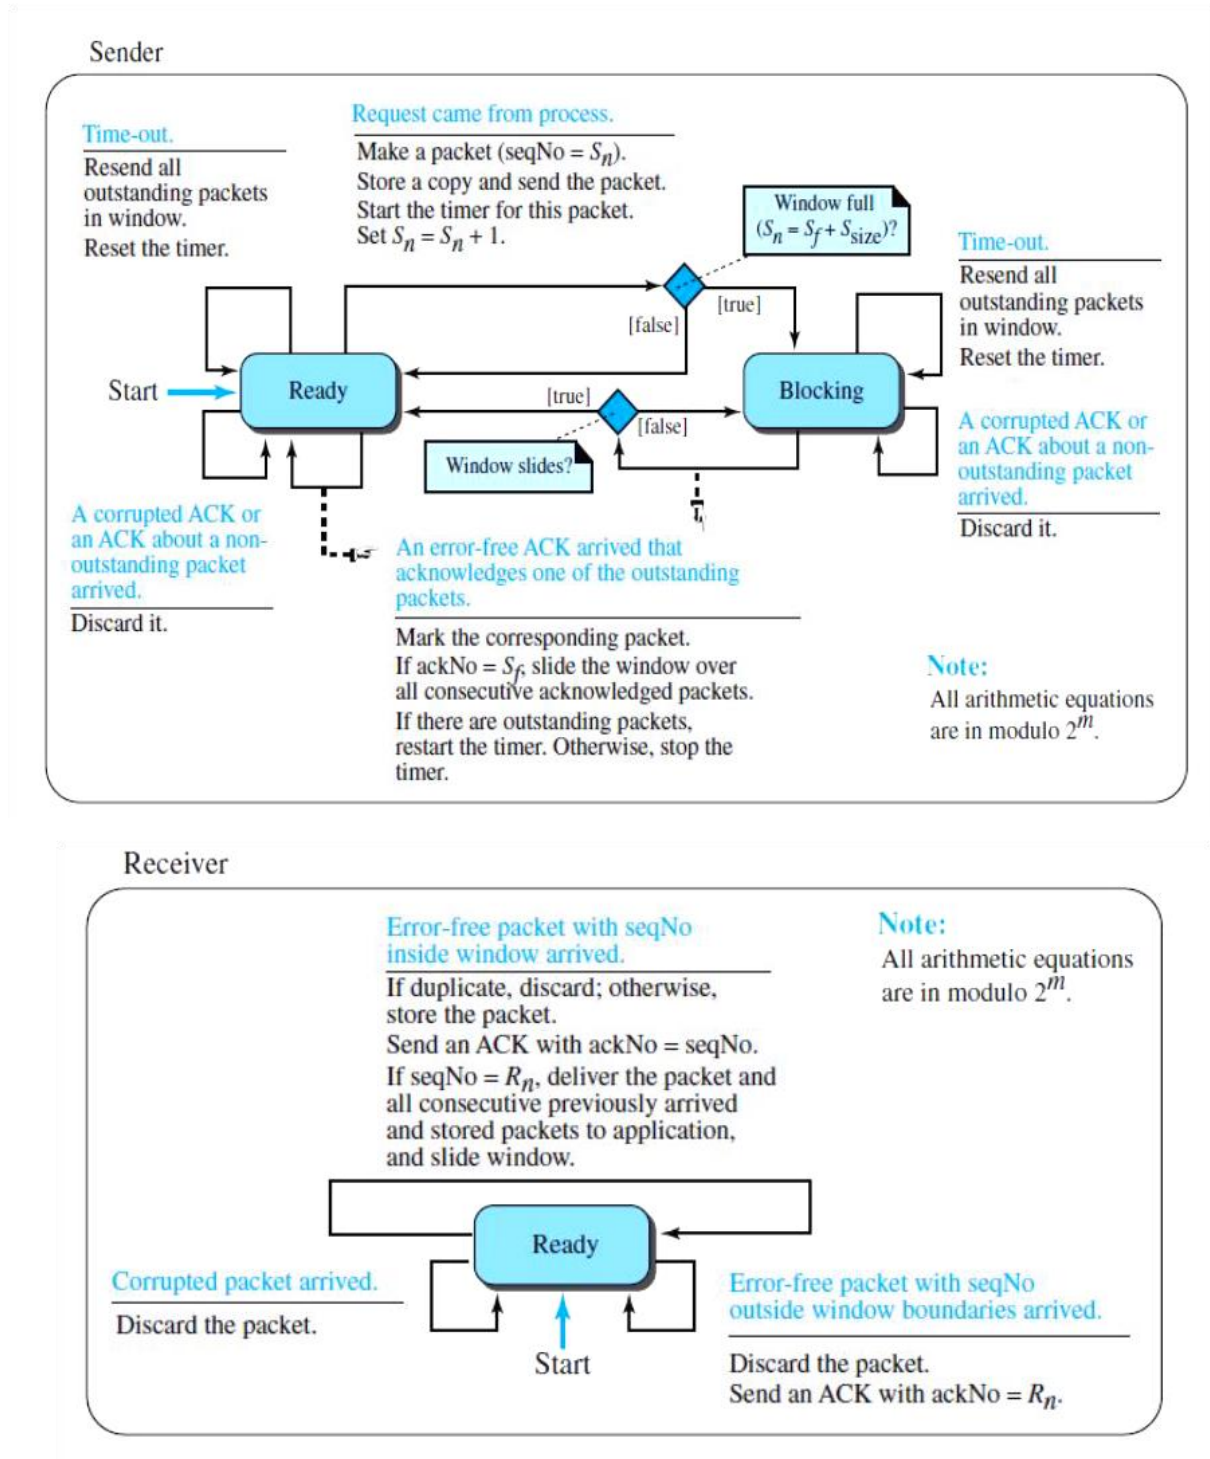 Sender
Time-out.
Resend all
outstanding packets
in window.
Reset the timer.
Request came from process.
Make a packet (seqNo = Sn).
Store a copy and send the packet.
Start the timer for this packet.
Set Sn = Sn + 1.
Window full
(Sn = Sf + Ssize)?
Time-out.
Resend all
outstanding packets
in window.
Reset the timer.
[true]
[false]
Start
Ready
[true]
Blocking
[false]
Window slides?
A corrupted ACK or
an ACK about a non-
outstanding packet
arrived.
Discard it.
A corrupted ACK or
an ACK about a non-
outstanding packet
arrived.
Discard it.
An error-free ACK arrived that
acknowledges one of the outstanding
packets.
Mark the corresponding packet.
If ackNo = Sf, slide the window over
all consecutive acknowledged packets.
If there are outstanding packets,
restart the timer. Otherwise, stop the
timer.
Note:
All arithmetic equations
are in modulo 2^m.
Receiver
Error-free packet with seqNo
inside window arrived.
If duplicate, discard; otherwise,
store the packet.
Send an ACK with ackNo = seqNo.
If seqNo = Rn, deliver the packet and
all consecutive previously arrived
and stored packets to application,
and slide window.
Note:
All arithmetic equations
are in modulo 2^m.
Ready
Corrupted packet arrived.
Discard the packet.
Start
Error-free packet with seqNo
outside window boundaries arrived.
Discard the packet.
Send an ACK with ackNo = Rn.